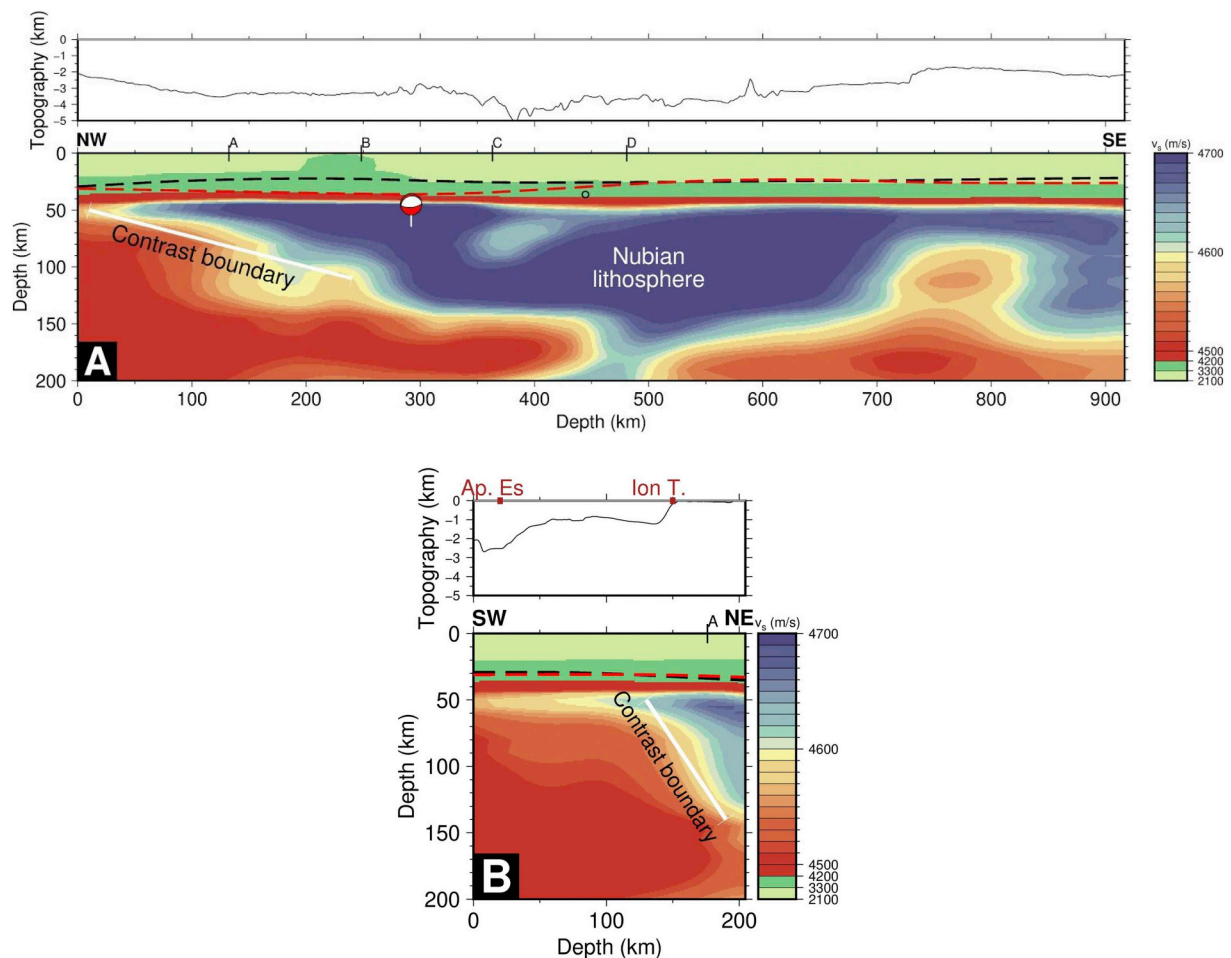 Topography (km)
0
−1
−2
−3
−4
−5
NW
A
B
C
D
SE
0
50
100
150
200
Depth (km)
Contrast boundary
Nubian
lithosphere
A
0 100 200 300 400 500 600 700 800 900
Depth (km)
vs (m/s)
4700
4600
4500
4200
3300
2100
Ap. Es
Ion T.
Topography (km)
0
−1
−2
−3
−4
−5
SW
A
NE
0
50
100
150
200
Depth (km)
Contrast boundary
B
0 100 200
Depth (km)
vs (m/s)
4700
4600
4500
4200
3300
2100